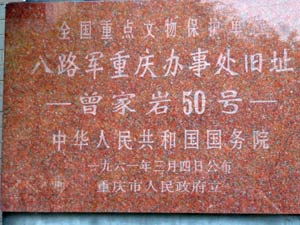 全国重点文物保护单位
八路军重庆办事处旧址
—曾家岩50号—
中华人民共和国国务院
一九六一年三月四日公布
重庆市人民政府立